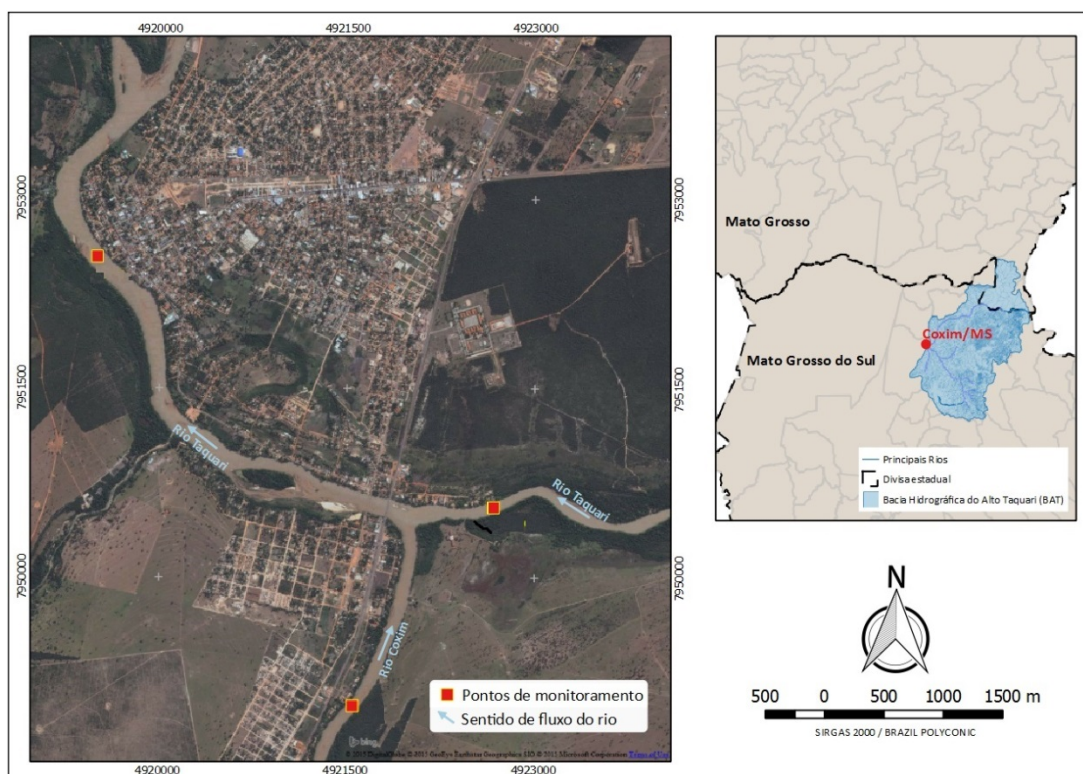 4920000
4921500
4923000
7953000
7953000
7951500
7951500
7950000
7950000
Rio Taquari
Rio Taquari
Rio Coxim
Pontos de monitoramento
Sentido de fluxo do rio
bing
4920000
4921500
4923000
Mato Grosso
Coxim/MS
Mato Grosso do Sul
Principais Rios
Divisa estadual
Bacia Hidrográfica do Alto Taquari (BAT)
N
500 0 500 1000 1500 m
SIRGAS 2000 / BRAZIL POLYCONIC